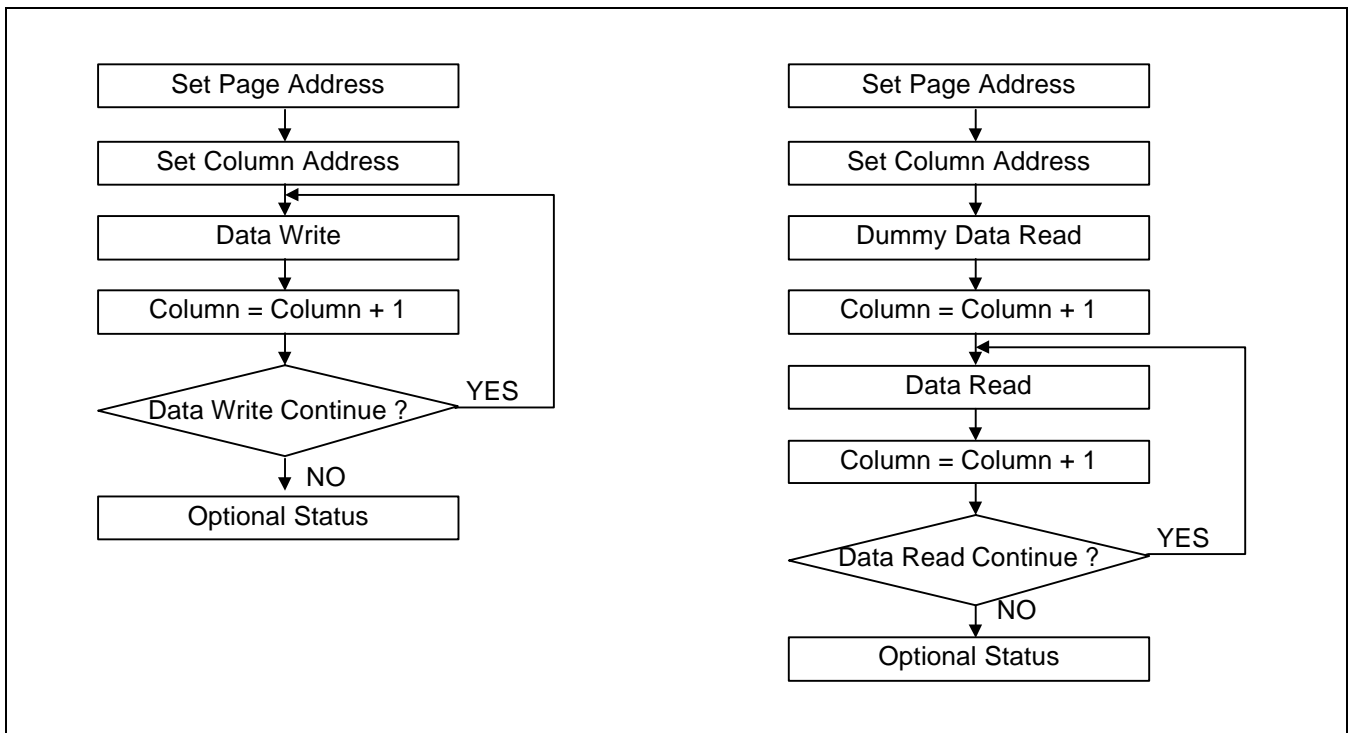 Set Page Address
Set Column Address
Data Write
Column = Column + 1
Data Write Continue ?
YES
NO
Optional Status
Set Page Address
Set Column Address
Dummy Data Read
Column = Column + 1
Data Read
Column = Column + 1
Data Read Continue ?
YES
NO
Optional Status